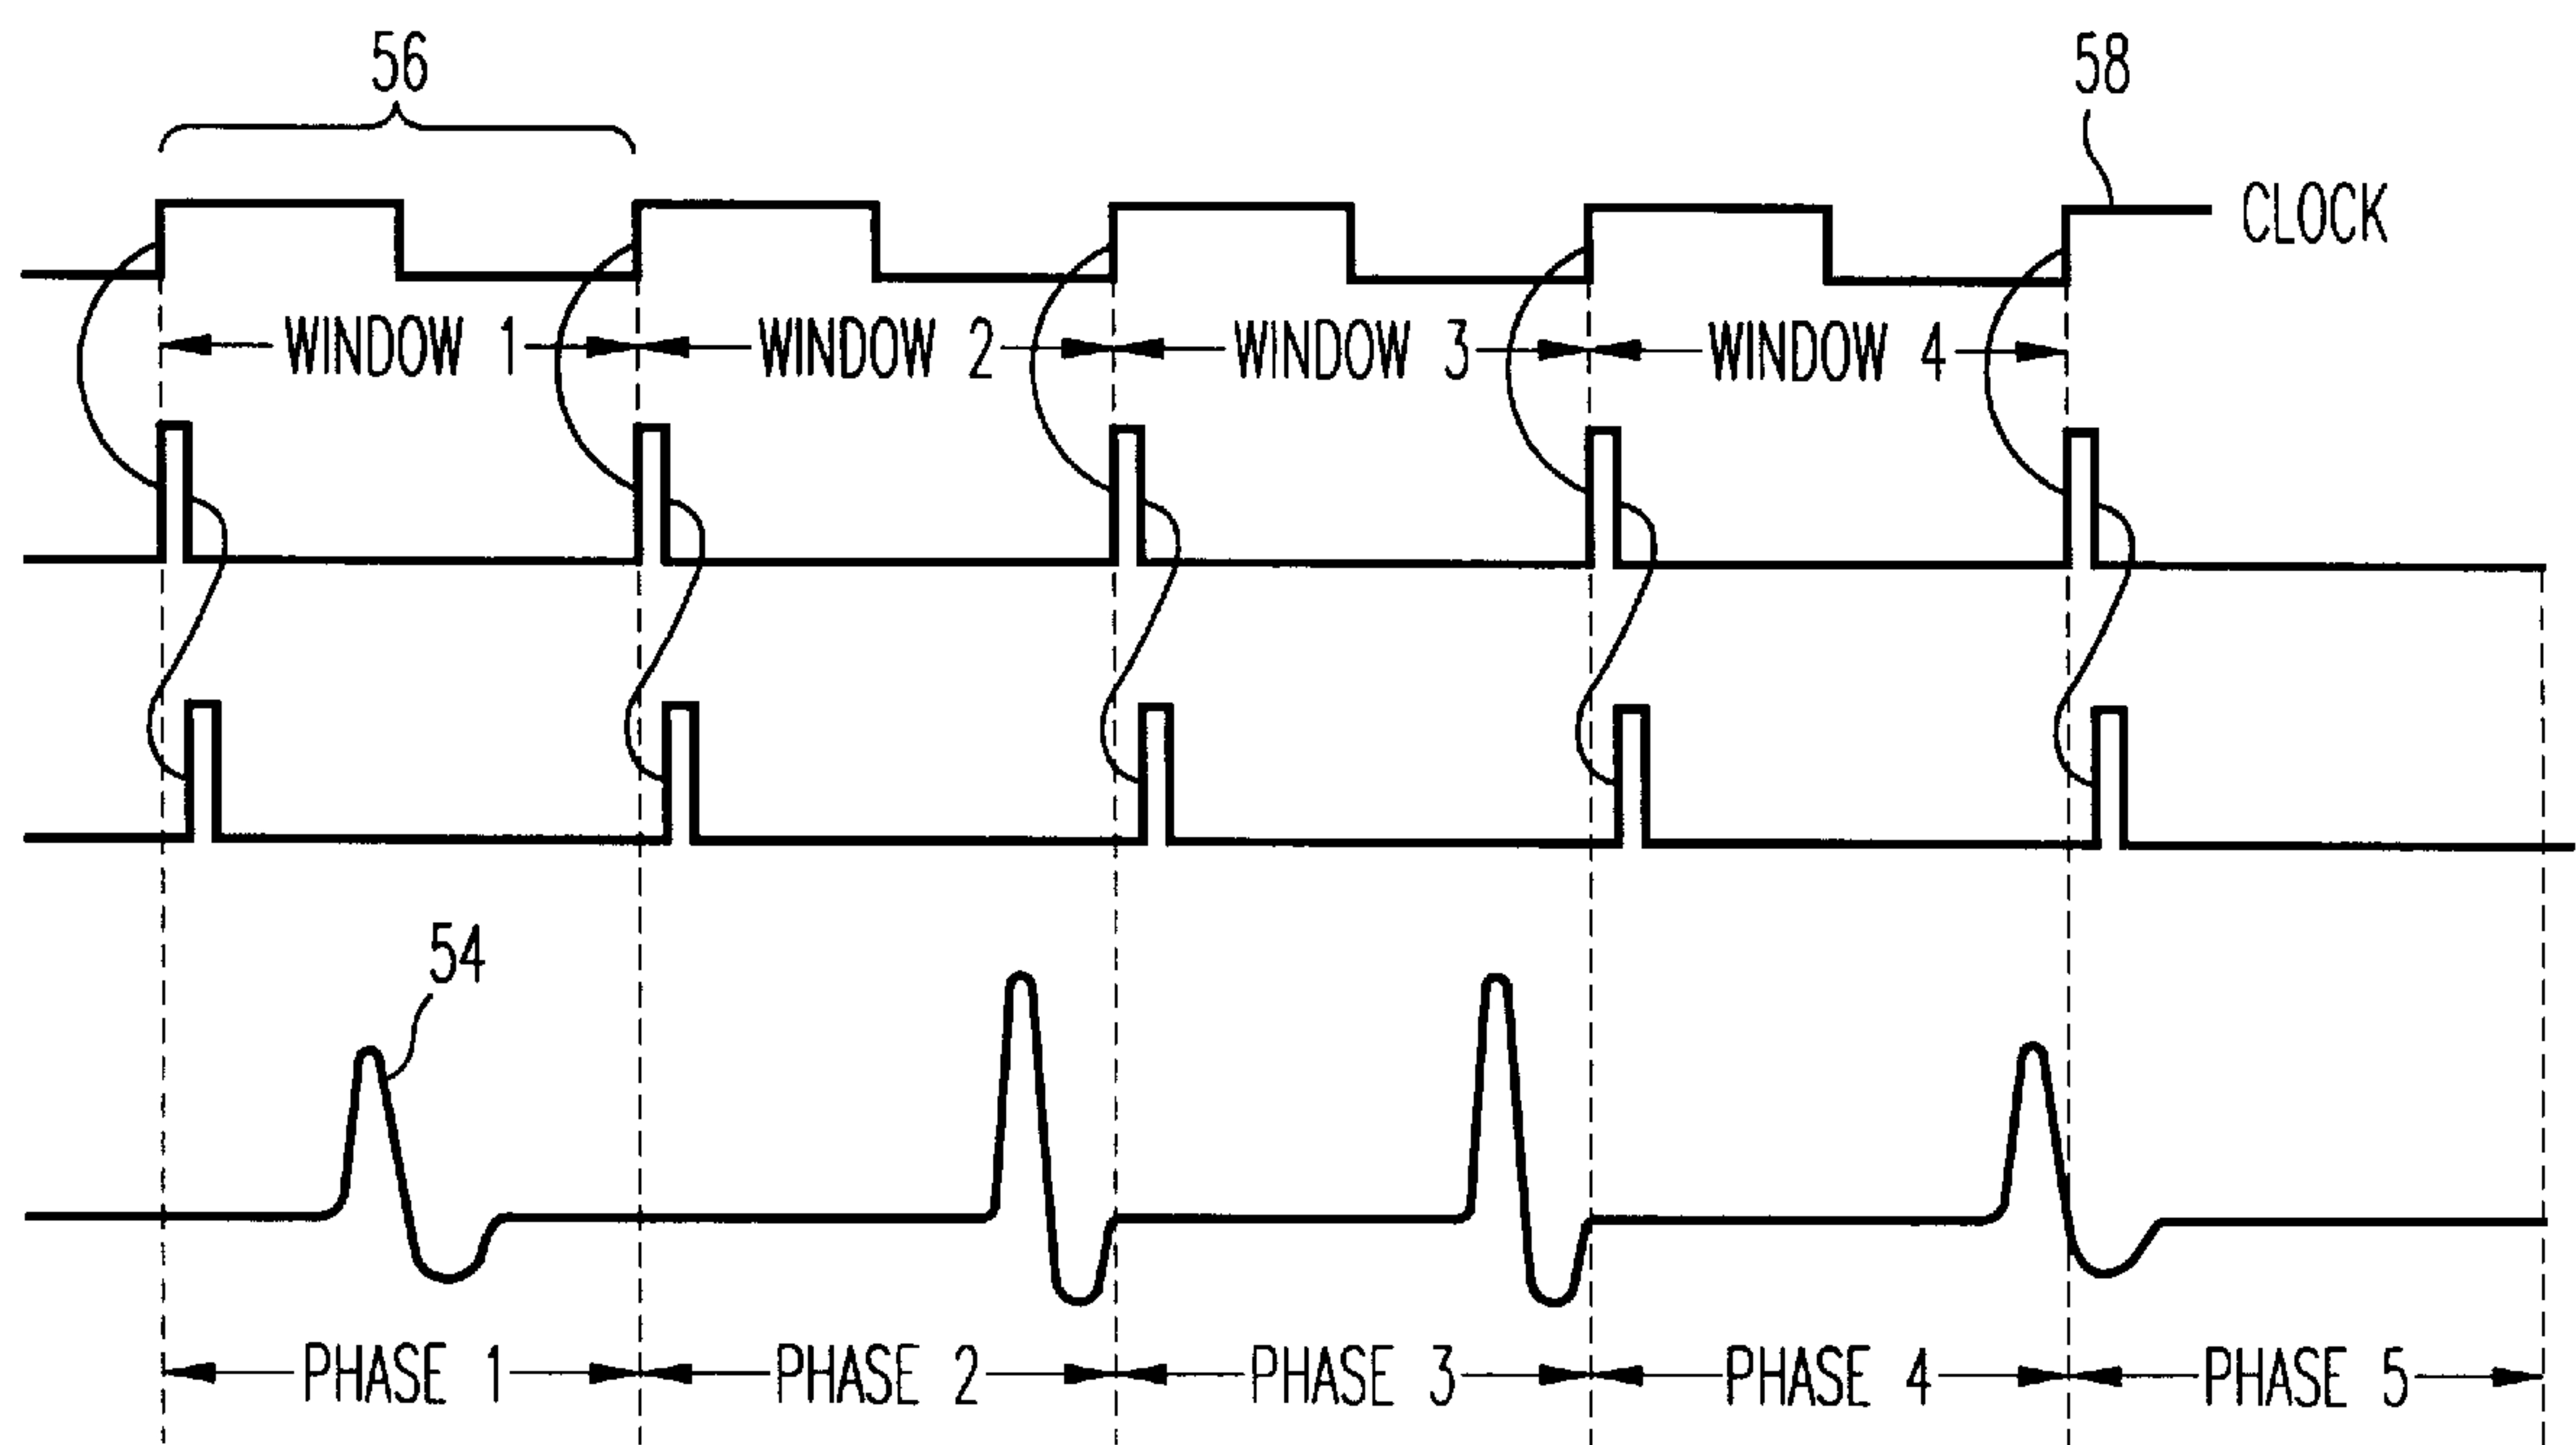 56
58
CLOCK
WINDOW 1
WINDOW 2
WINDOW 3
WINDOW 4
54
PHASE 1
PHASE 2
PHASE 3
PHASE 4
PHASE 5